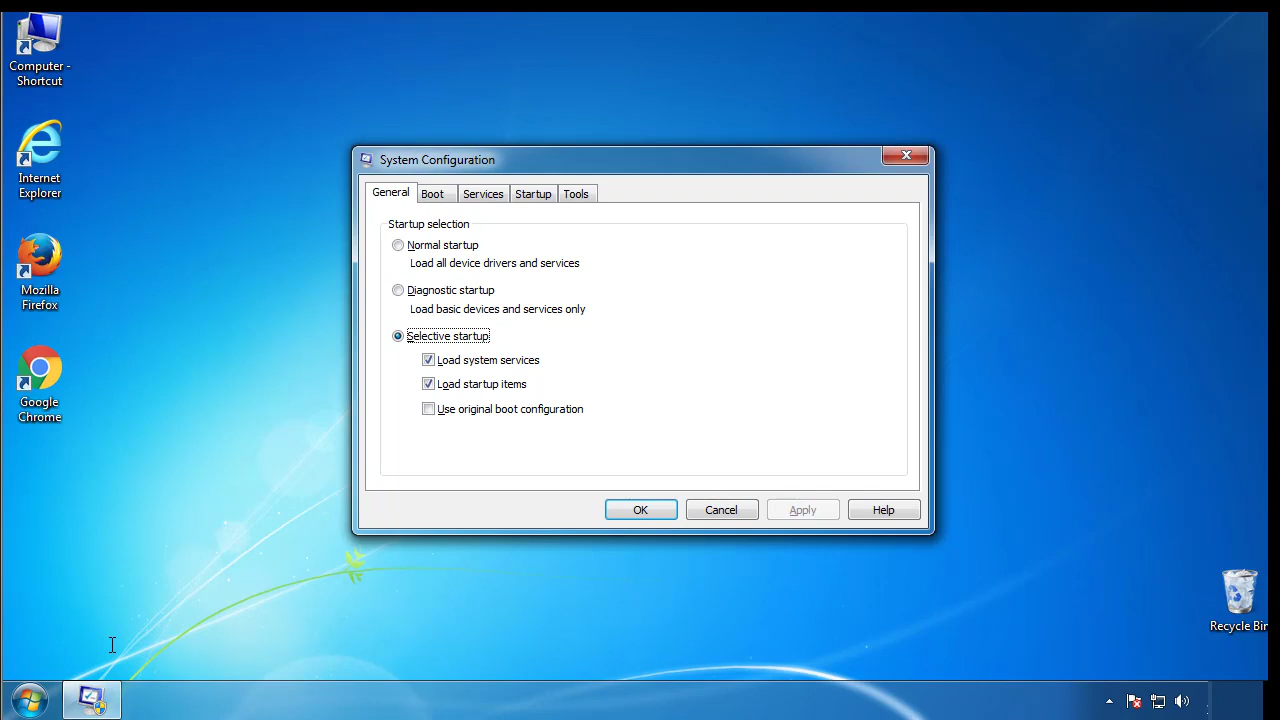 Computer -
Shortcut
Internet
Explorer
Mozilla
Firefox
Google
Chrome
System Configuration
General
Boot
Services
Startup
Tools
Startup selection
Normal startup
Load all device drivers and services
Diagnostic startup
Load basic devices and services only
Selective startup
Load system services
Load startup items
Use original boot configuration
OK
Cancel
Apply
Help
Recycle Bin